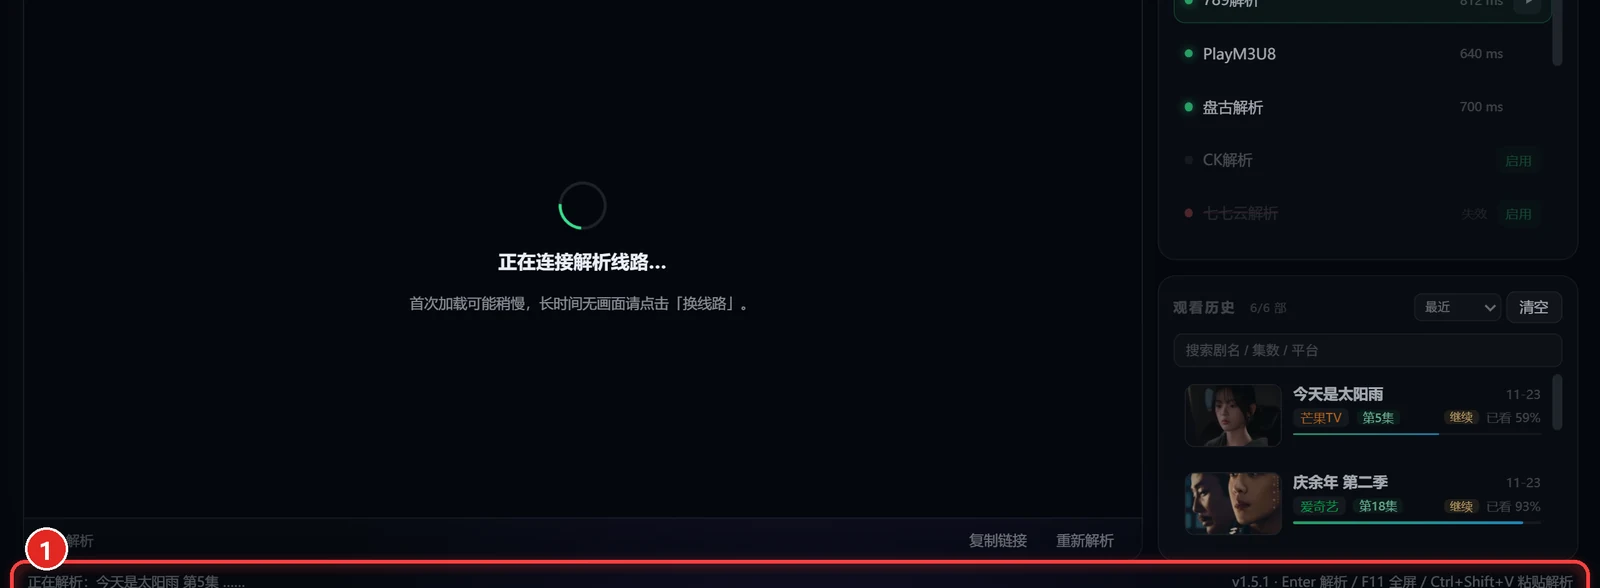 789解析 812 ms
PlayM3U8 640 ms
盘古解析 700 ms
CK解析 启用
七七云解析 失效 启用
正在连接解析线路...
首次加载可能稍慢，长时间无画面请点击「换线路」。
观看历史 6/6 部 最近 清空
搜索剧名 / 集数 / 平台
今天是太阳雨 11-23
芒果TV 第5集 继续 已看 59%
庆余年 第二季 11-23
爱奇艺 第18集 继续 已看 93%
解析 复制链接 重新解析
1
正在解析：今天是太阳雨 第5集 ......
v1.5.1 · Enter 解析 / F11 全屏 / Ctrl+Shift+V 粘贴解析